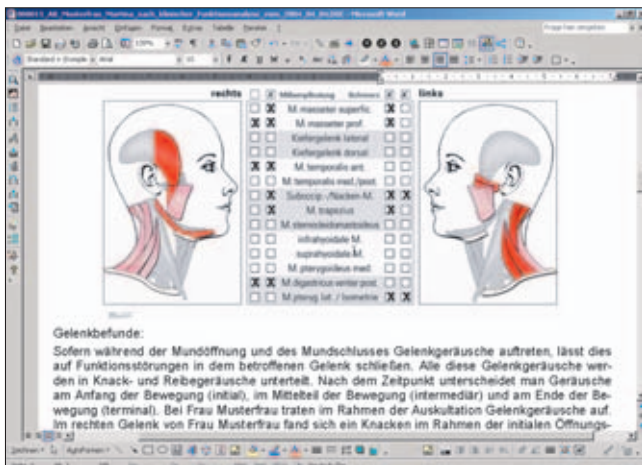 rechts Mißempfindung Schmerz links
M. masseter superfic.
M. masseter prof.
Kiefergelenk lateral
Kiefergelenk dorsal
M. temporalis ant.
M. temporalis med./post.
Suboccip.-/Nacken-M.
M. trapezius
M. sternocleidomastoideus
infrahyoidale M.
suprahyoidale M.
M. pterygoideus med.
M. digastricus venter post.
M. pteryg. lat. / Isometrie
Gelenkbefunde:
Sofern während der Mundöffnung und des Mundschlusses Gelenkgeräusche auftreten, lässt dies
auf Funktionsstörungen in dem betroffenen Gelenk schließen. Alle diese Gelenkgeräusche wer-
den in Knack- und Reibegeräusche unterteilt. Nach dem Zeitpunkt unterscheidet man Geräusche
am Anfang der Bewegung (initial), im Mittelteil der Bewegung (intermediär) und am Ende der Be-
wegung (terminal). Bei Frau Musterfrau traten im Rahmen der Auskultation Gelenkgeräusche auf.
Im rechten Gelenk von Frau Musterfrau fand sich ein Knacken im Rahmen der initialen Öffnungs-
Zeichnen AutoFormen